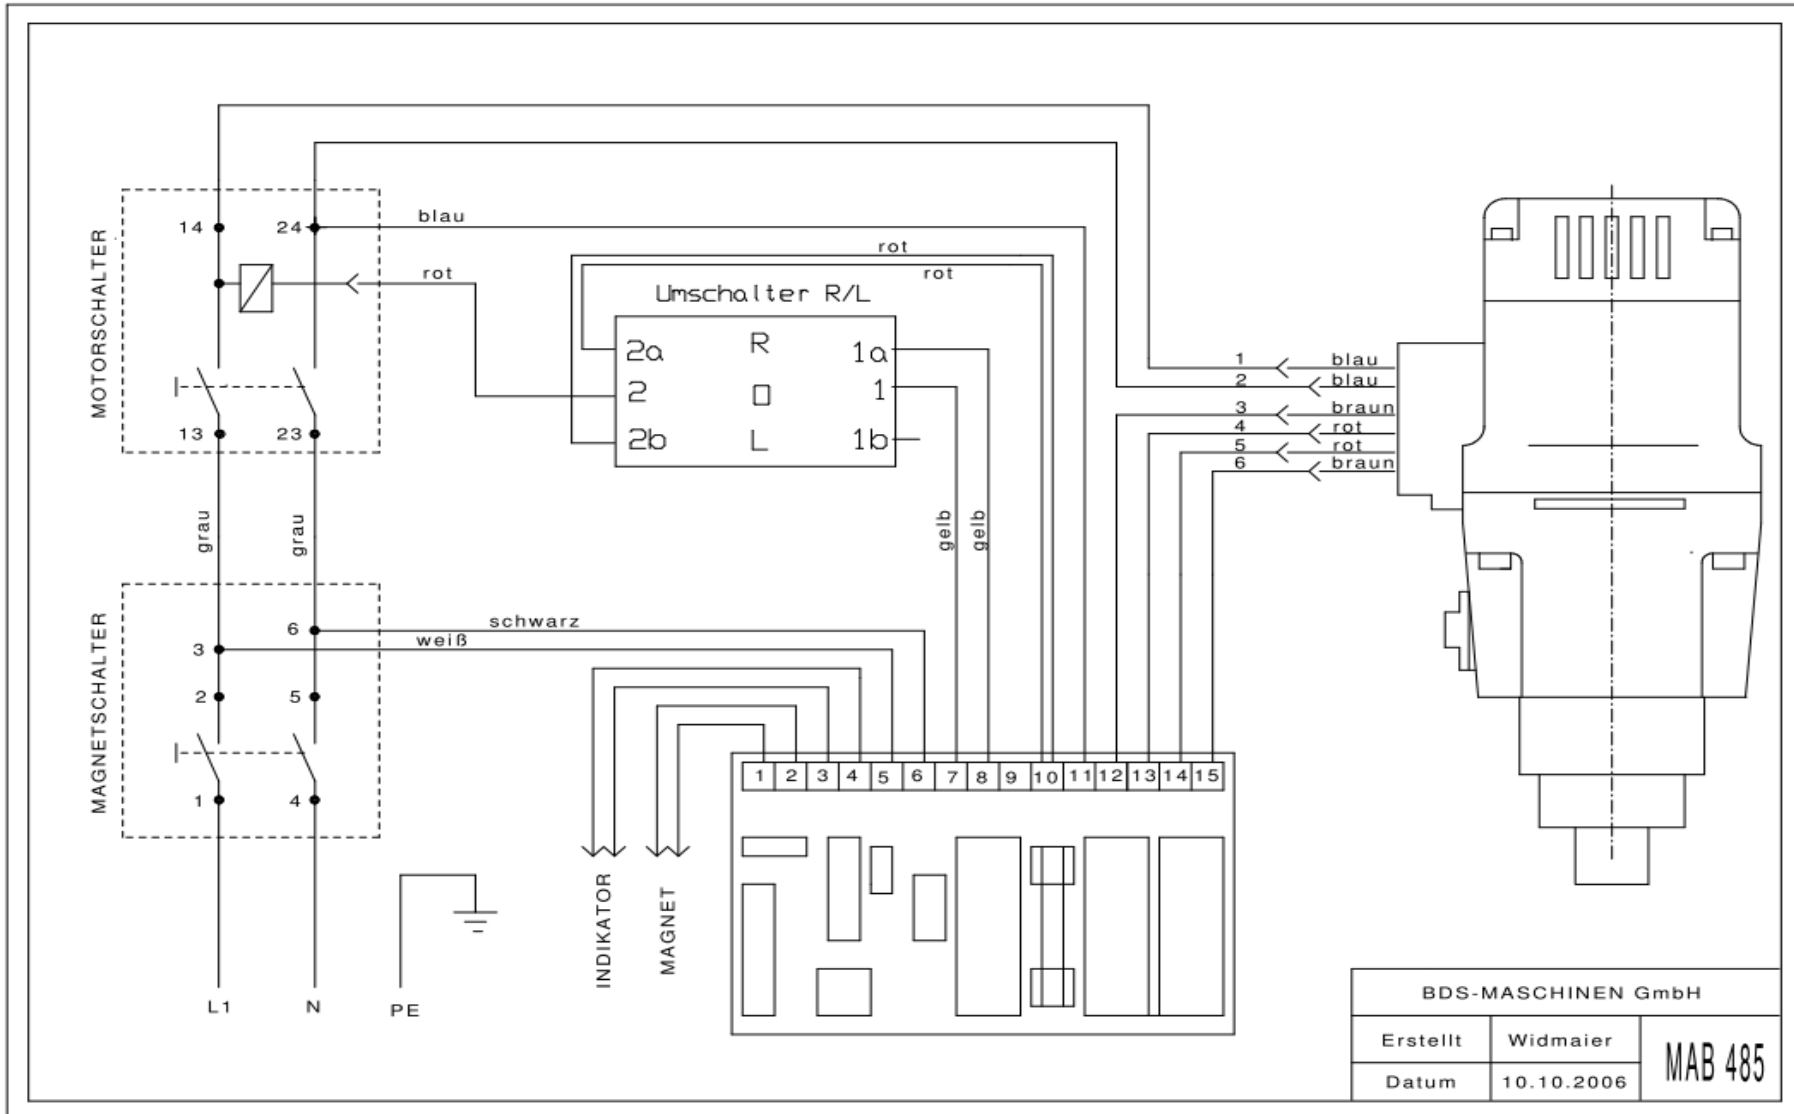 14
24
blau
rot
MOTORSCHALTER
13
23
rot
rot
Umschalter R/L
2a
R
1a
2
O
1
2b
L
1b
1
blau
2
blau
3
braun
4
rot
5
rot
6
braun
grau
grau
gelb
gelb
MAGNETSCHALTER
6
schwarz
3
weiß
2
5
1
4
L1
N
PE
INDIKATOR
MAGNET
1 2 3 4 5 6 7 8 9 10 11 12 13 14 15
BDS-MASCHINEN GmbH
Erstellt
Widmaier
MAB 485
Datum
10.10.2006